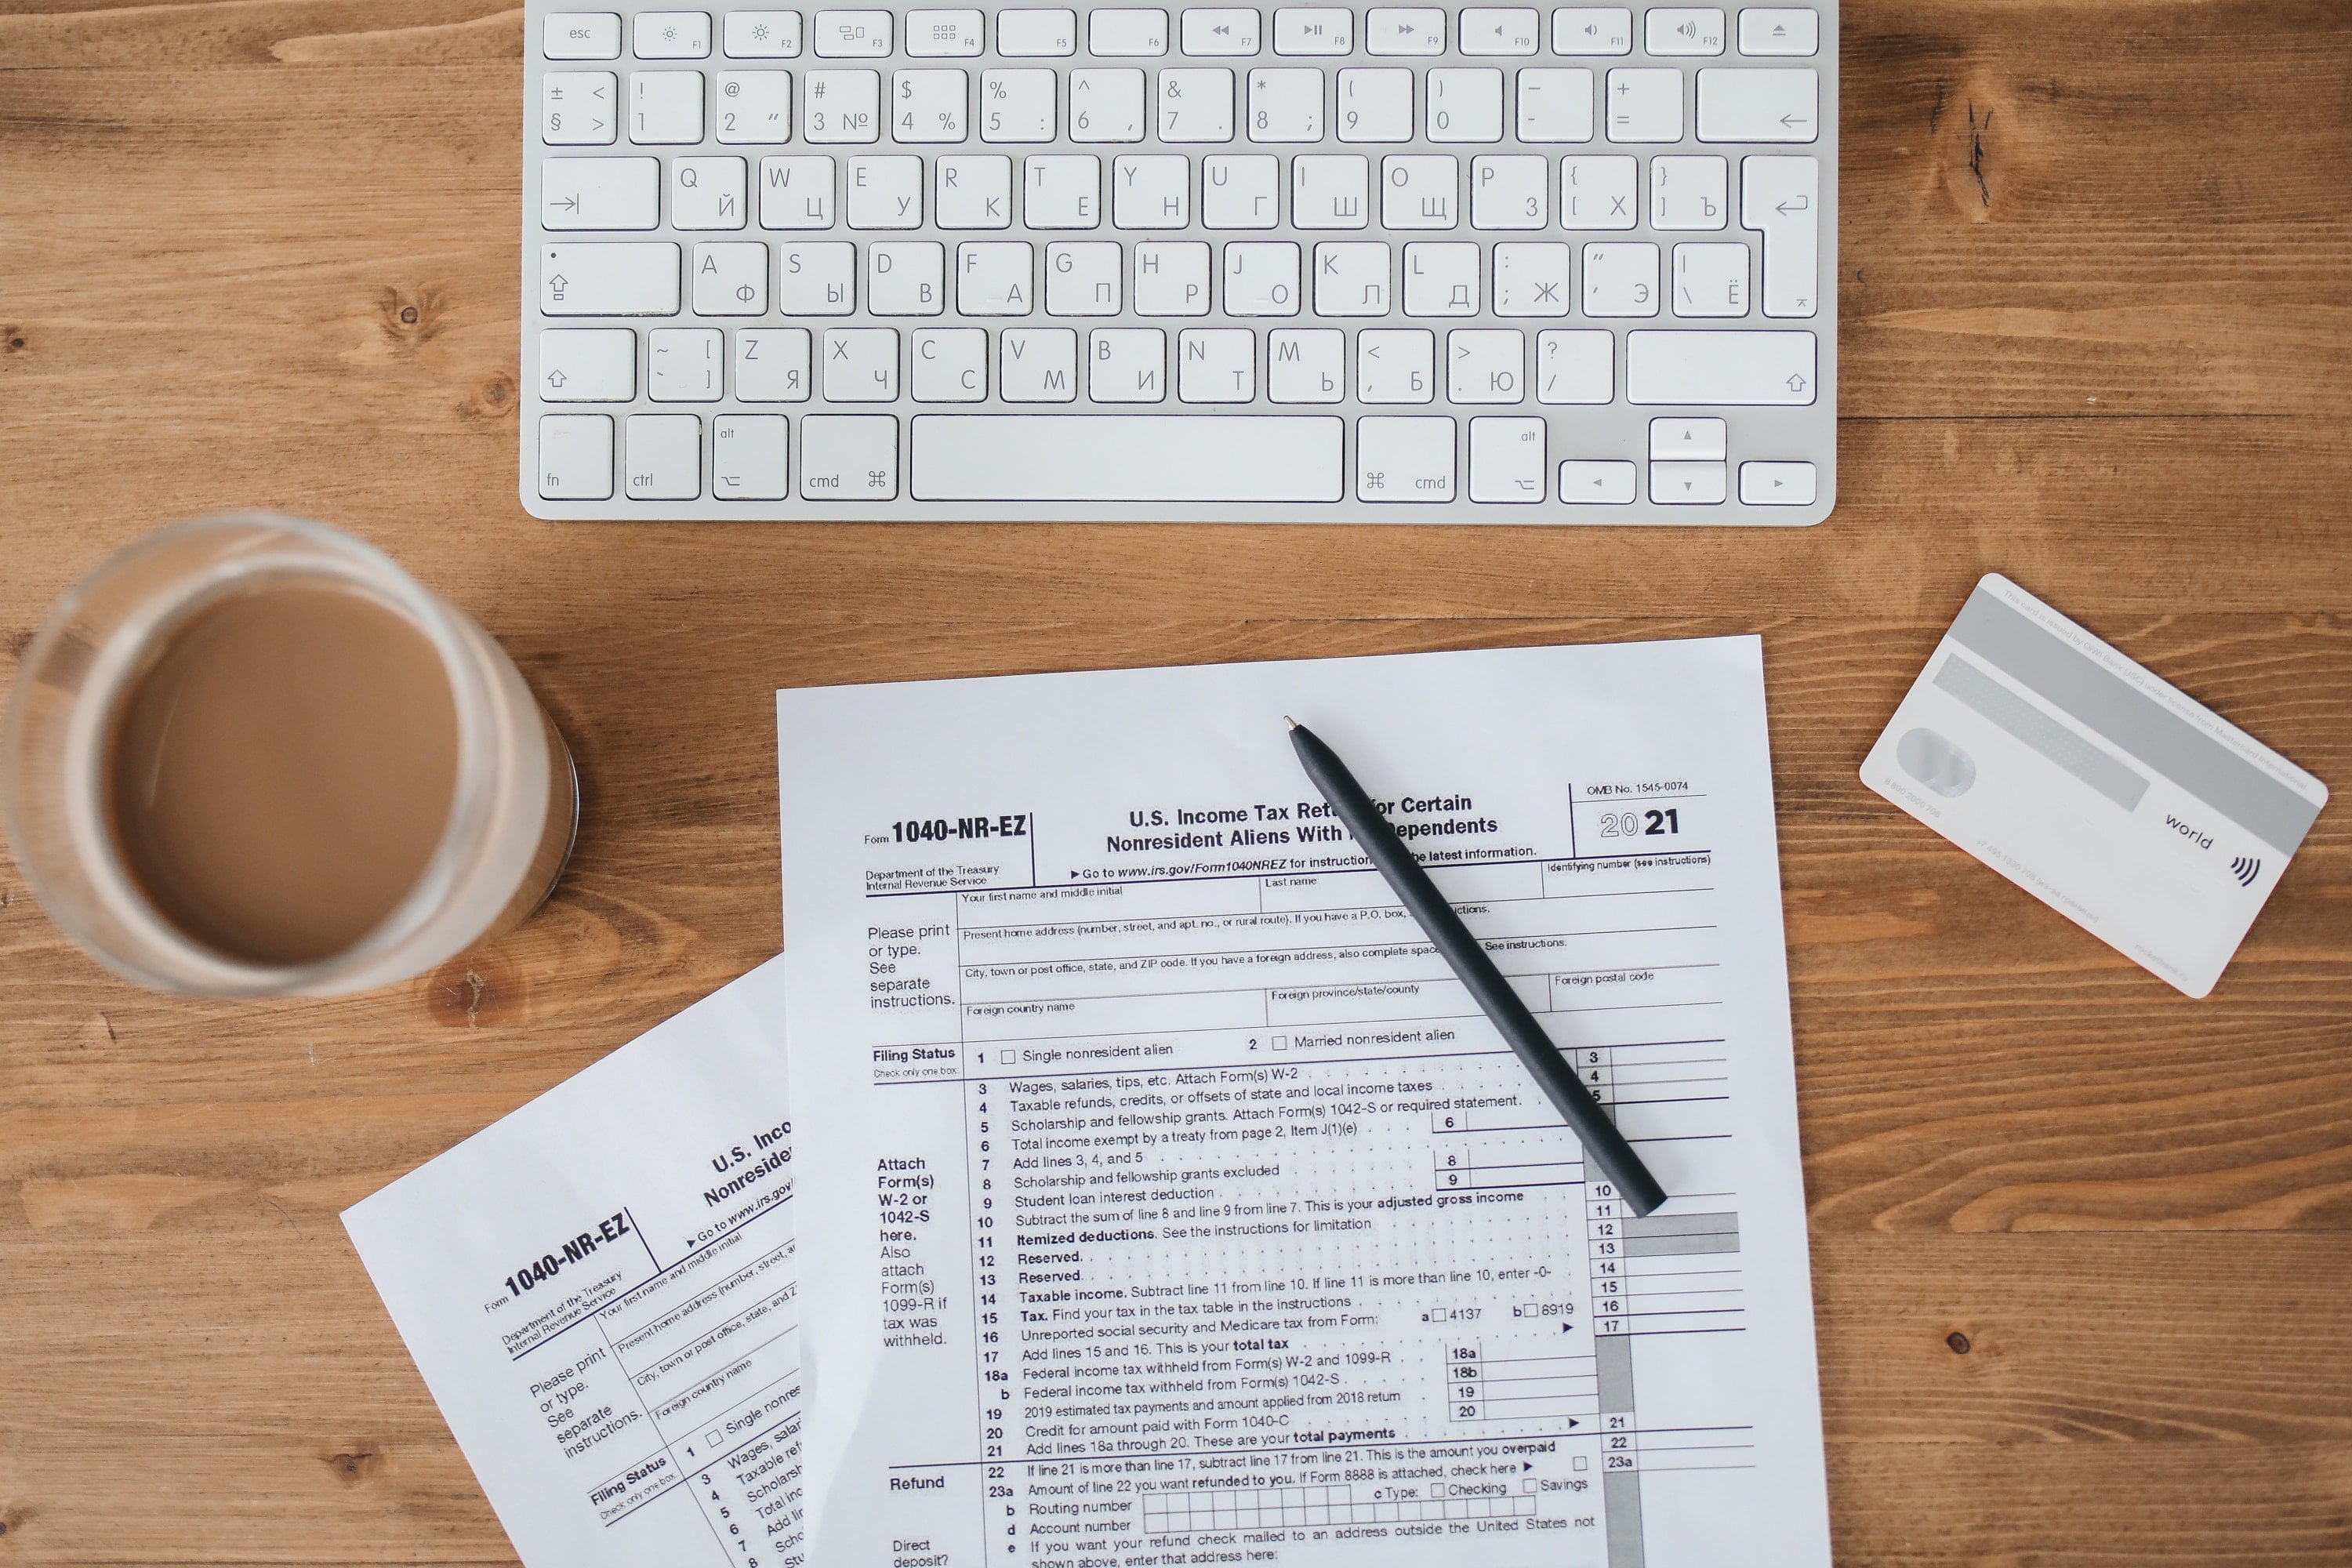 esc F1 F2 F3 F4 F5 F6 F7 F8 F9 F10 F11 F12
± < ! @ # $ % ^ & * ( ) – +
§ > 1 2 " 3 № 4 % 5 : 6 , 7 . 8 ; 9 0 - =
Q W E R T Y U I O P { }
Й Ц У К Е Н Г Ш Щ З [ Х ] Ъ
A S D F G H J K L : " |
Ф Ы В А П Р О Л Д ; Ж ' Э \ Ё
~ [ Z X C V B N M < > ?
` ] Я Ч С М И Т Ь , Б . Ю /
alt alt
fn ctrl cmd ⌘ ⌘ cmd
This card is issued by QIWI Bank (JSC) under license from Mastercard International
world
Form 1040-NR-EZ
Department of the Treasury
Internal Revenue Service
U.S. Income Tax Ret or Certain
Nonresident Aliens With ependents
▶ Go to www.irs.gov/Form1040NREZ for instruction he latest information.
OMB No. 1545-0074
2021
Your first name and middle initial
Last name
Identifying number (see instructions)
Please print
or type.
See
separate
instructions.
Present home address (number, street, and apt. no., or rural route). If you have a P.O. box, ctions.
City, town or post office, state, and ZIP code. If you have a foreign address, also complete spac See instructions.
Foreign country name
Foreign province/state/county
Foreign postal code
Filing Status
Check only one box.
1 Single nonresident alien 2 Married nonresident alien
Attach
Form(s)
W-2 or
1042-S
here.
Also
attach
Form(s)
1099-R if
tax was
withheld.
3 Wages, salaries, tips, etc. Attach Form(s) W-2 3
4 Taxable refunds, credits, or offsets of state and local income taxes 4
5 Scholarship and fellowship grants. Attach Form(s) 1042-S or required statement. 5
6 Total income exempt by a treaty from page 2, Item J(1)(e) 6
7 Add lines 3, 4, and 5
8 Scholarship and fellowship grants excluded 8
9 Student loan interest deduction 9
10 Subtract the sum of line 8 and line 9 from line 7. This is your adjusted gross income 10
11 Itemized deductions. See the instructions for limitation 11
12 Reserved. 12
13 Reserved. 13
14 Taxable income. Subtract line 11 from line 10. If line 11 is more than line 10, enter -0- 14
15 Tax. Find your tax in the tax table in the instructions 15
16 Unreported social security and Medicare tax from Form: a 4137 b 8919 16
17 Add lines 15 and 16. This is your total tax ▶ 17
18a Federal income tax withheld from Form(s) W-2 and 1099-R 18a
b Federal income tax withheld from Form(s) 1042-S 18b
19 2019 estimated tax payments and amount applied from 2018 return 19
20 Credit for amount paid with Form 1040-C 20
21 Add lines 18a through 20. These are your total payments ▶ 21
Refund
22 If line 21 is more than line 17, subtract line 17 from line 21. This is the amount you overpaid 22
23a Amount of line 22 you want refunded to you. If Form 8888 is attached, check here ▶ 23a
b Routing number c Type: Checking Savings
d Account number
Direct
deposit?
e If you want your refund check mailed to an address outside the United States not
shown above, enter that address here:
Form 1040-NR-EZ
Department of the Treasury
Internal Revenue Service
U.S. Inco
Nonreside
▶ Go to www.irs.gov/
Your first name and middle initial
Please print
or type.
See
separate
instructions.
Present home address (number, street, a
City, town or post office, state, and Z
Foreign country name
Filing Status
Check only one box.
1 Single nonres
3 Wages, salar
4 Taxable ref
5 Scholarsh
6 Total inc
7 Add lin
8 Scho
Stu